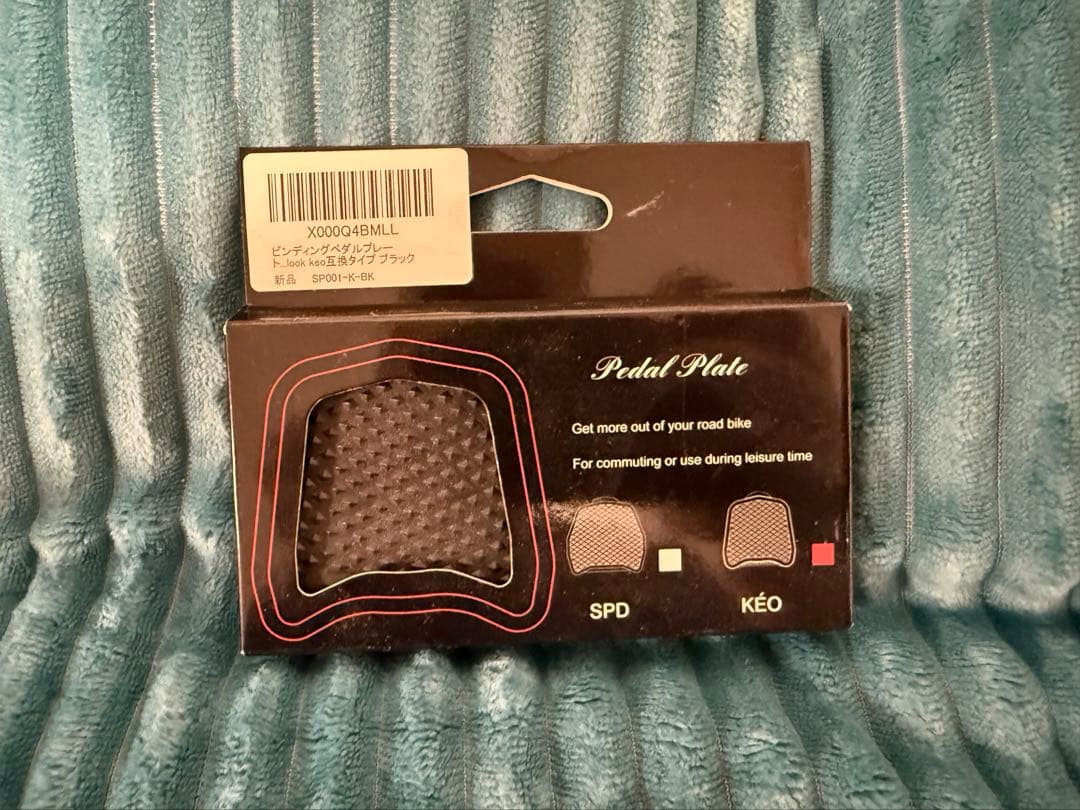 X000Q4BMLL
ビンディングペダルプレー
ト...look keo互換タイプ ブラック
新品 SP001-K-BK
Pedal Plate
Get more out of your road bike
For commuting or use during leisure time
SPD
KÉO